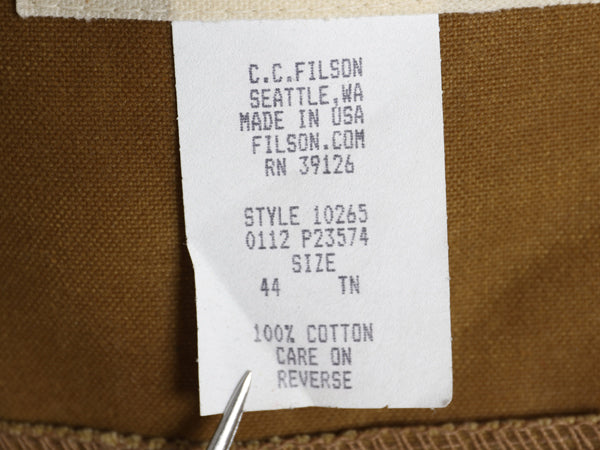 C.C.FILSON
SEATTLE,WA
MADE IN USA
FILSON.COM
RN 39126
STYLE 10265
0112 P23574
SIZE
44 TN
100% COTTON
CARE ON
REVERSE